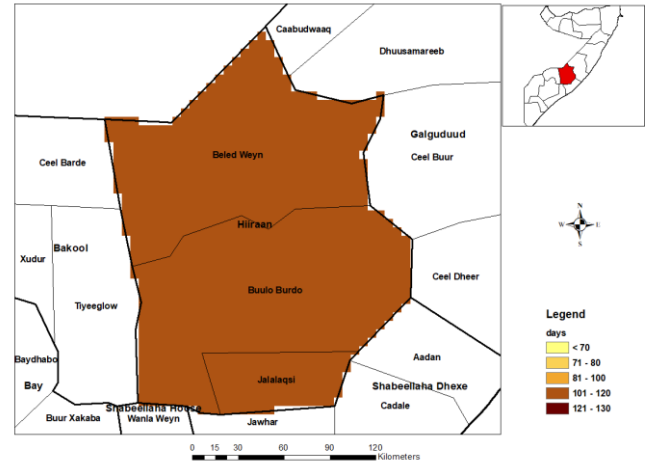 Caabudwaaq
Dhuusamareeb
Galguduud
Beled Weyn
Ceel Buur
Ceel Barde
Hiiraan
Bakool
Xudur
Ceel Dheer
Buulo Burdo
Tiyeeglow
Baydhabo
Aadan
Jalalaqsi
Bay
Shabeellaha Dhexe
Shabeellaha Hoose
Cadale
Buur Xakaba
Wanla Weyn
Jawhar
N
W
E
S
Legend
days
< 70
71 - 80
81 - 100
101 - 120
121 - 130
0 15 30 60 90 120
Kilometers